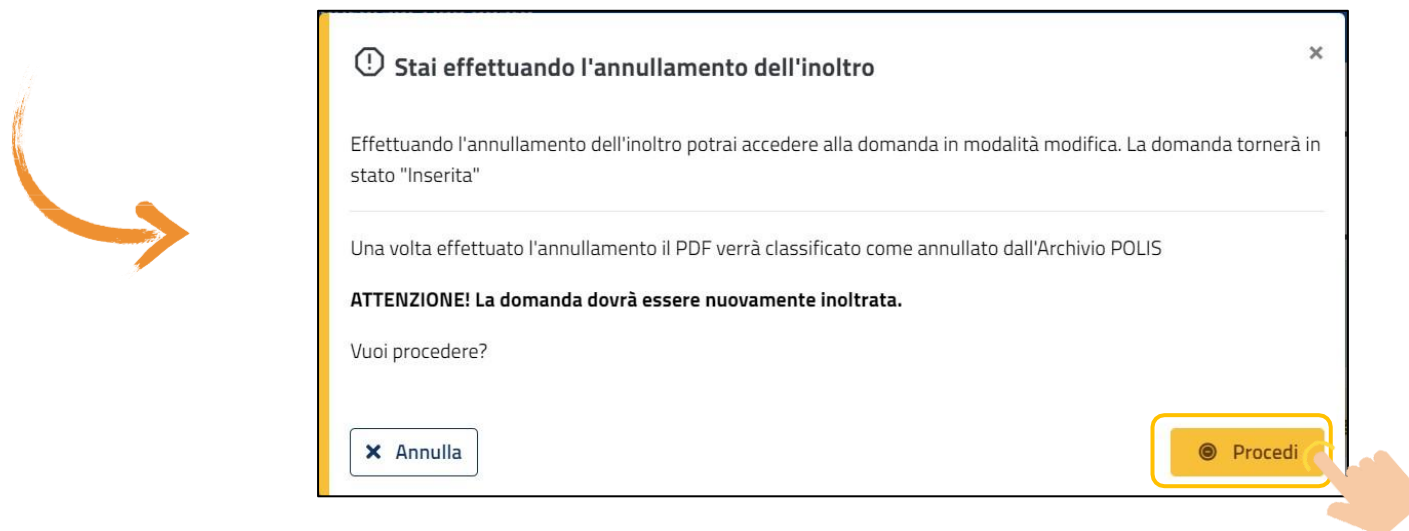 Stai effettuando l'annullamento dell'inoltro
Effettuando l'annullamento dell'inoltro potrai accedere alla domanda in modalità modifica. La domanda tornerà in
stato "Inserita"
Una volta effettuato l'annullamento il PDF verrà classificato come annullato dall'Archivio POLIS
ATTENZIONE! La domanda dovrà essere nuovamente inoltrata.
Vuoi procedere?
Annulla
Procedi